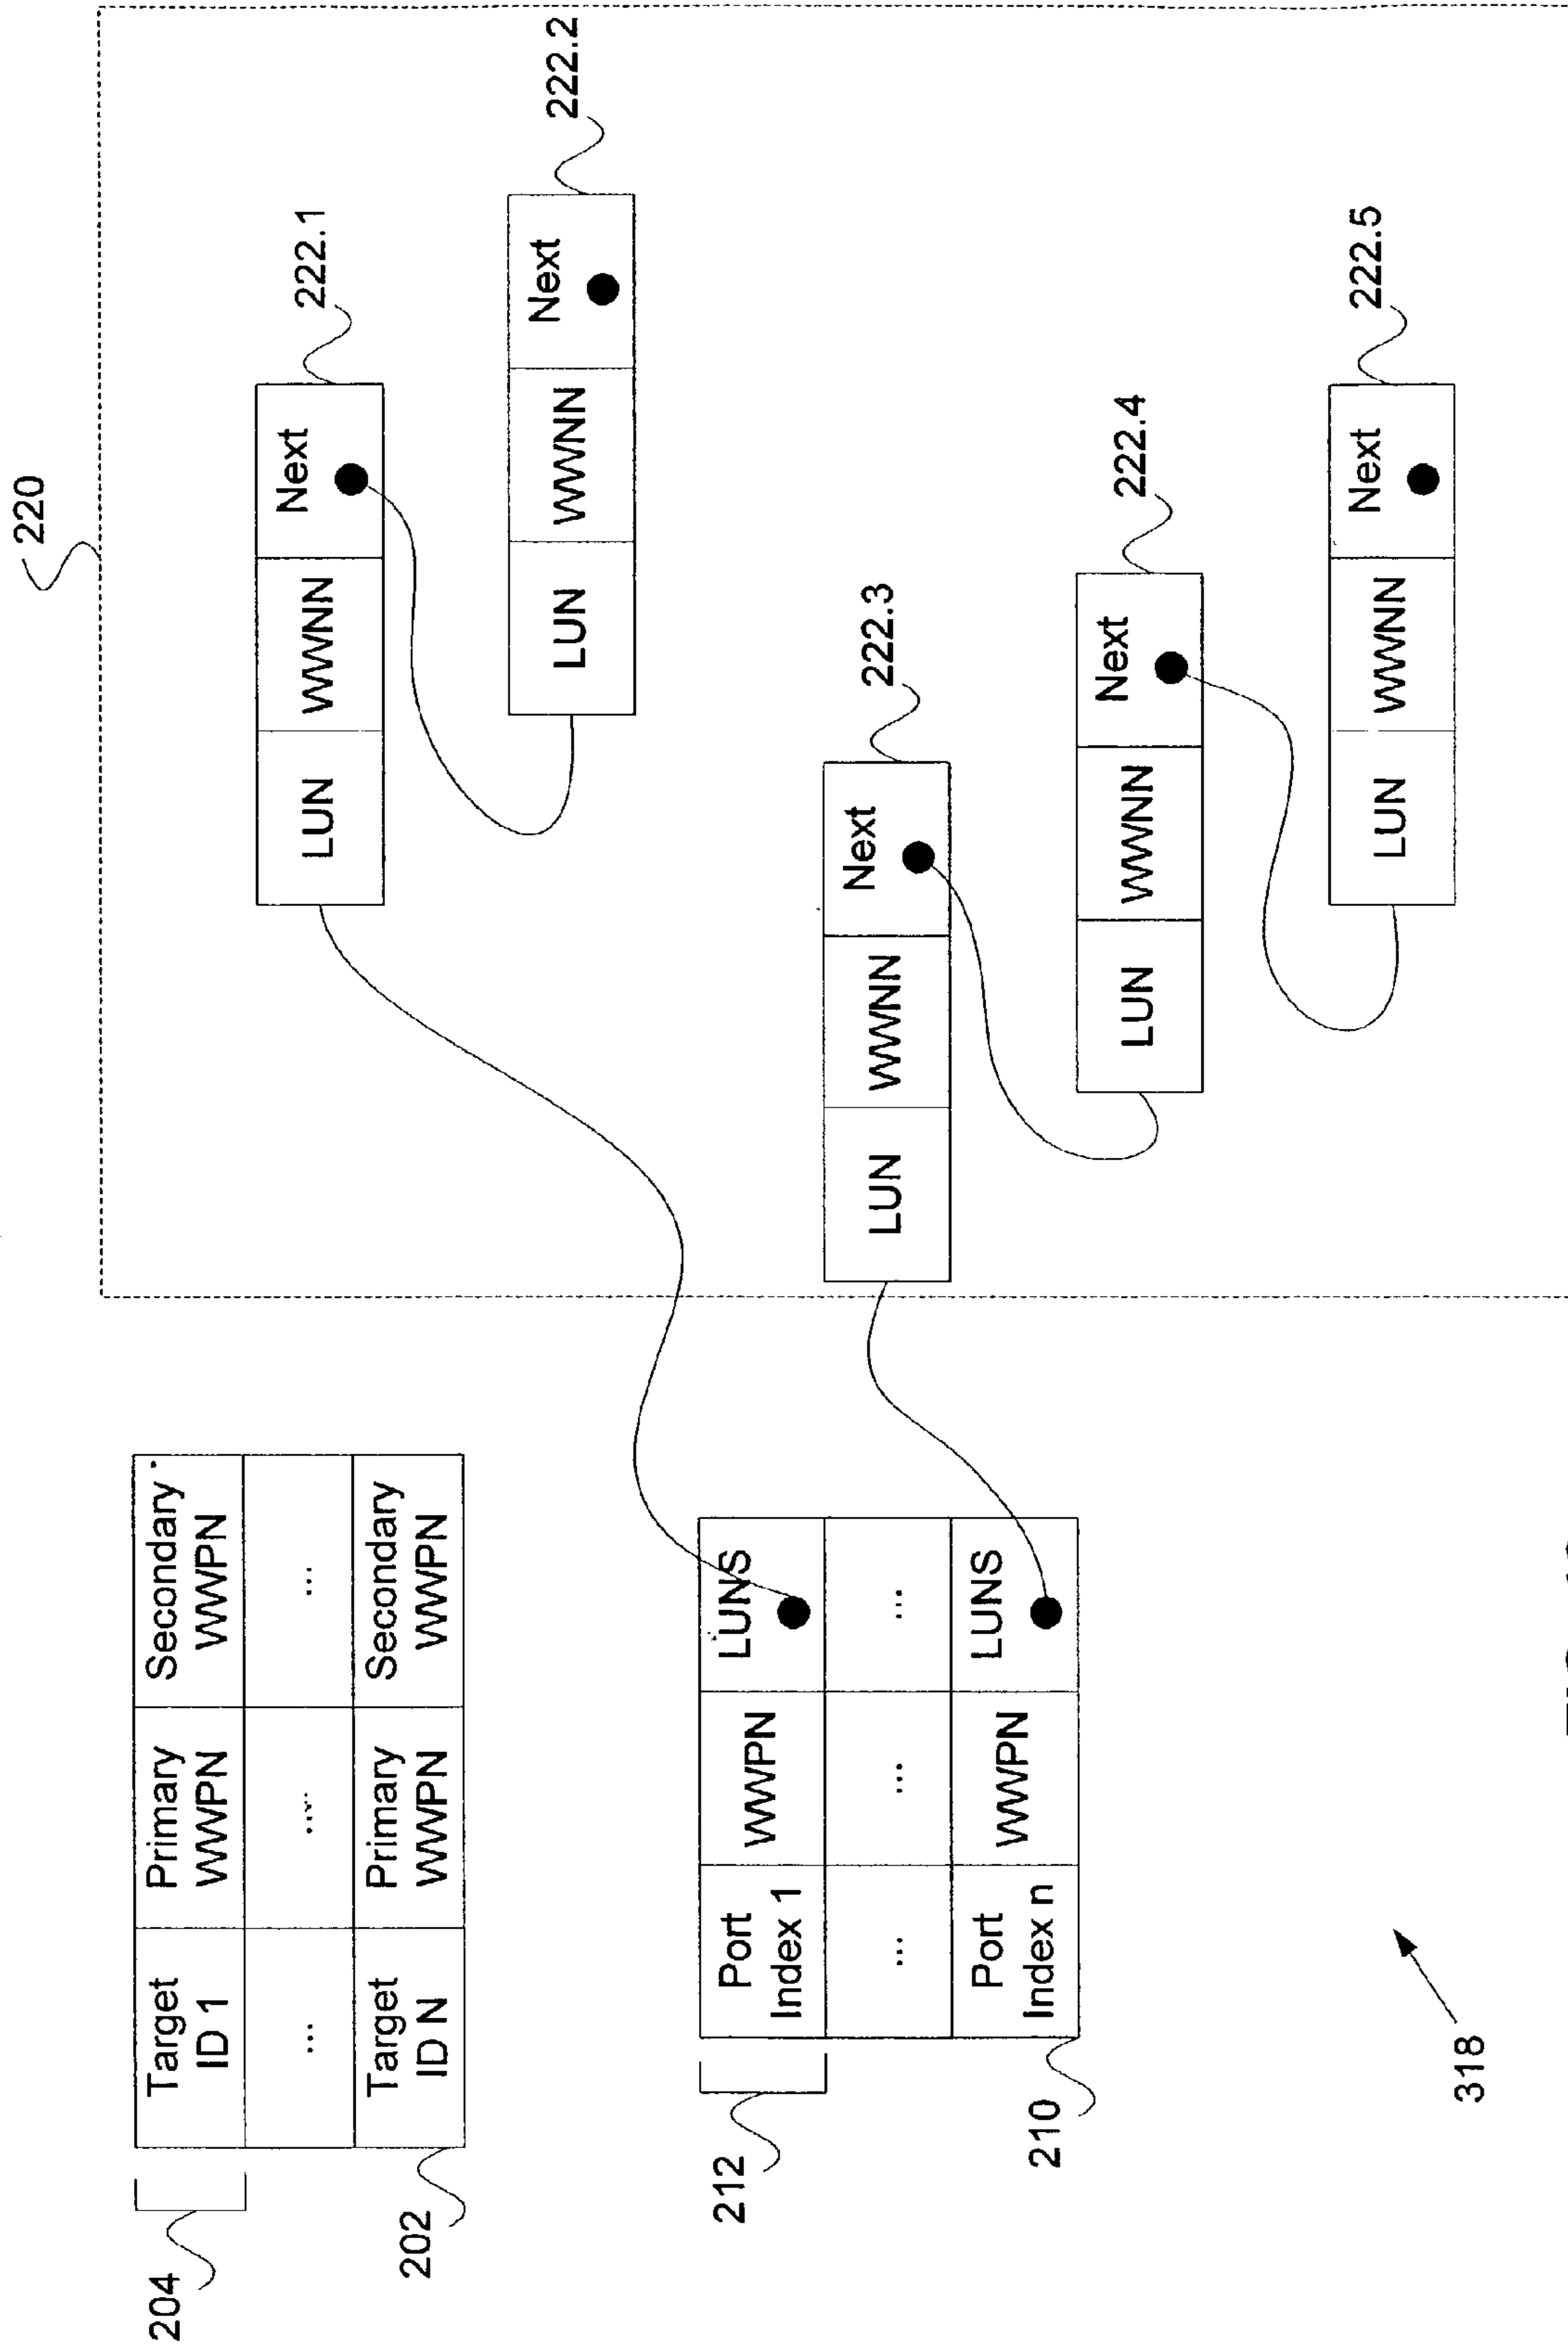 220
204
Target ID 1
Primary WWPN
Secondary WWPN
...
...
...
Target ID N
Primary WWPN
Secondary WWPN
202
LUN
WWNN
Next
222.1
LUN
WWNN
Next
222.2
212
Port Index 1
WWPN
LUNS
...
...
...
Port Index n
WWPN
LUNS
210
LUN
WWNN
Next
222.3
LUN
WWNN
Next
222.4
LUN
WWNN
Next
222.5
318